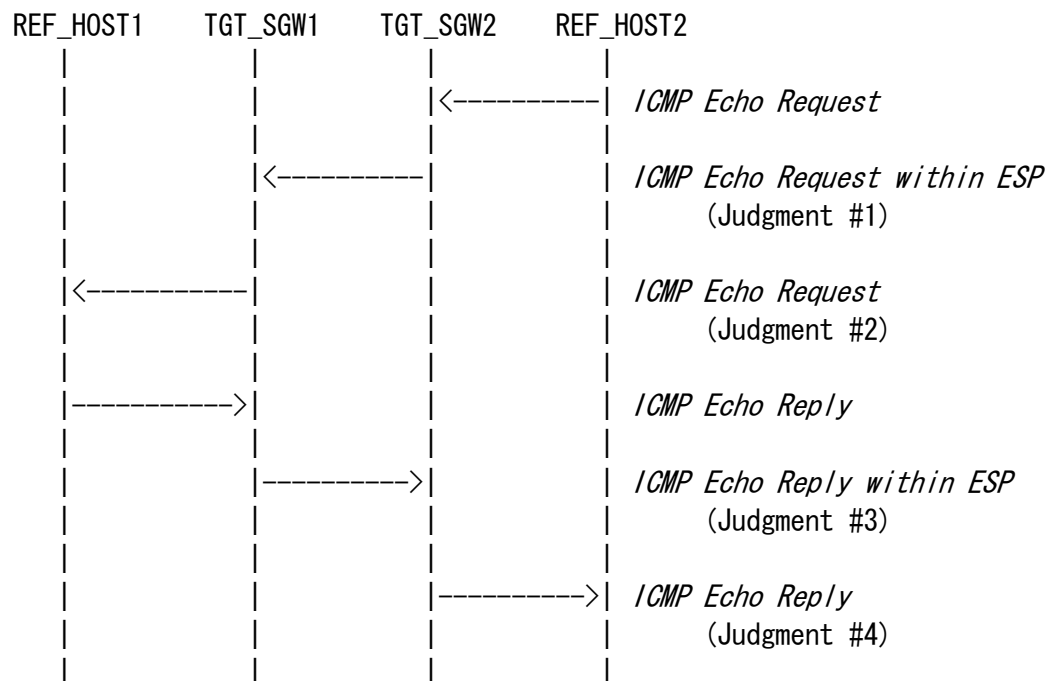 REF_HOST1 TGT_SGW1 TGT_SGW2 REF_HOST2
ICMP Echo Request
ICMP Echo Request within ESP
(Judgment #1)
ICMP Echo Request
(Judgment #2)
ICMP Echo Reply
ICMP Echo Reply within ESP
(Judgment #3)
ICMP Echo Reply
(Judgment #4)